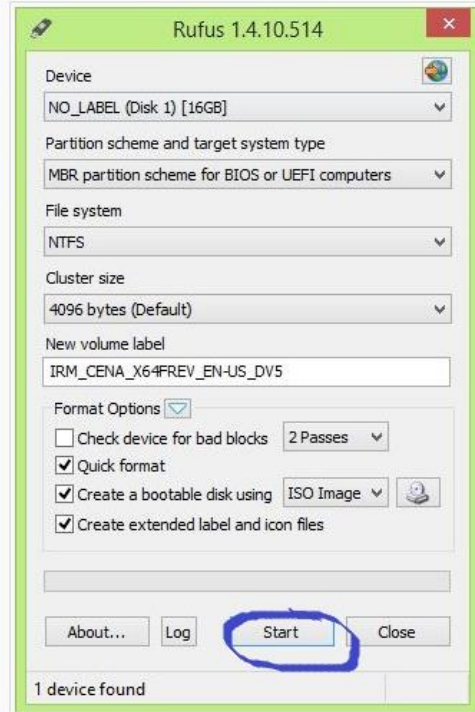 Rufus 1.4.10.514
Device
NO_LABEL (Disk 1) [16GB]
Partition scheme and target system type
MBR partition scheme for BIOS or UEFI computers
File system
NTFS
Cluster size
4096 bytes (Default)
New volume label
IRM_CENA_X64FREV_EN-US_DV5
Format Options
Check device for bad blocks 2 Passes
Quick format
Create a bootable disk using ISO Image
Create extended label and icon files
About... Log Start Close
1 device found